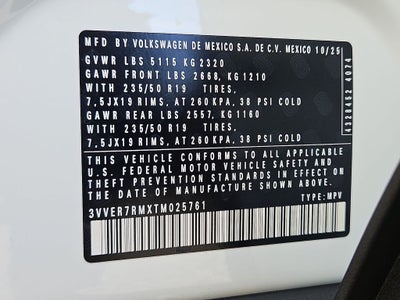 MFD BY VOLKSWAGEN DE MEXICO S.A. DE C.V. MEXICO 10/25
GVWR LBS 5115 KG 2320
GAWR FRONT LBS 2668, KG 1210
WITH 235/50 R19 TIRES,
7,5JX19 RIMS, AT 260 KPA, 38 PSI COLD
GAWR REAR LBS 2557, KG 1160
WITH 235/50 R19 TIRES,
7,5JX19 RIMS, AT 260 KPA, 38 PSI COLD
THIS VEHICLE CONFORMS TO ALL APPLICABLE
U.S. FEDERAL MOTOR VEHICLE SAFETY AND
THEFT PREVENTION STANDARDS IN EFFECT ON
THE DATE OF MANUFACTURE SHOWN ABOVE.
3VVER7RMXTM025761 TYPE: MPV
4328452 4074